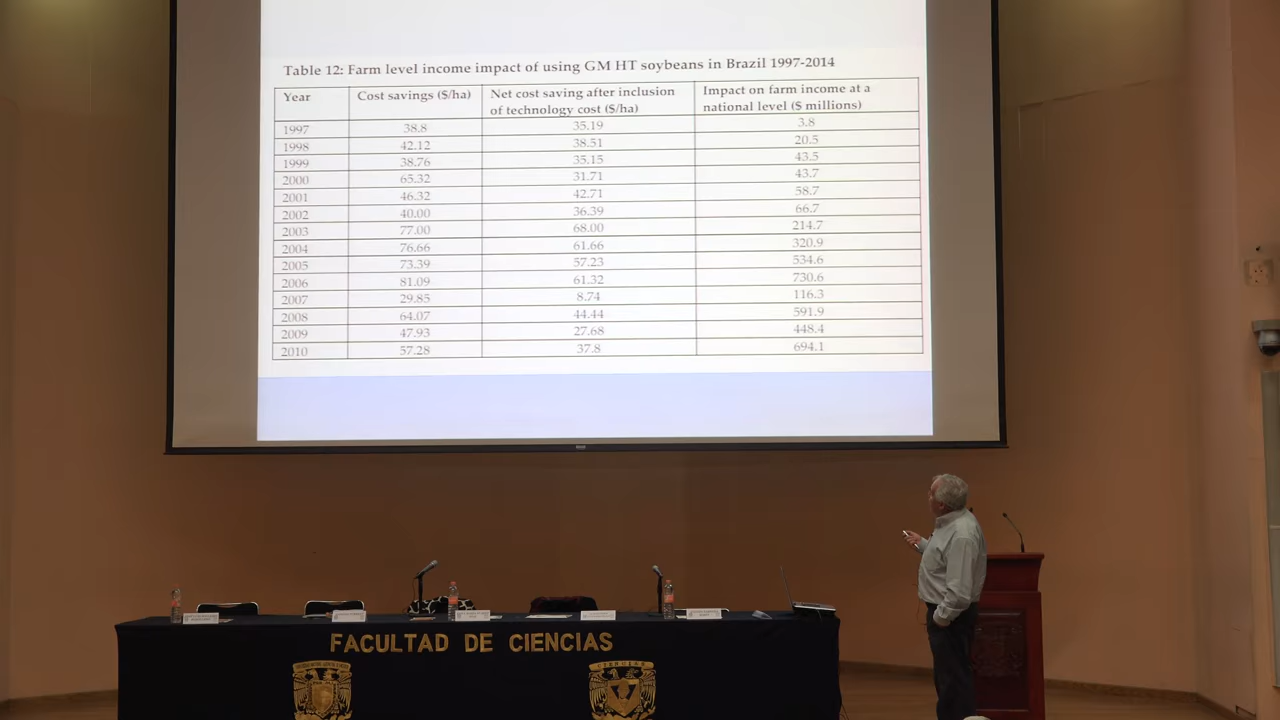 Table 12: Farm level income impact of using GM HT soybeans in Brazil 1997-2014
Year Cost savings ($/ha) Net cost saving after inclusion of technology cost ($/ha) Impact on farm income at a national level ($ millions)
1997 38.8 35.19 3.8
1998 42.12 38.51 20.5
1999 38.76 35.15 43.5
2000 65.32 31.71 43.7
2001 46.32 42.71 58.7
2002 40.00 36.39 66.7
2003 77.00 68.00 214.7
2004 76.66 61.66 320.9
2005 73.39 57.23 534.6
2006 81.09 61.32 730.6
2007 29.85 8.74 116.3
2008 64.07 44.44 591.9
2009 47.93 27.68 448.4
2010 57.28 37.8 694.1
FACULTAD DE CIENCIAS